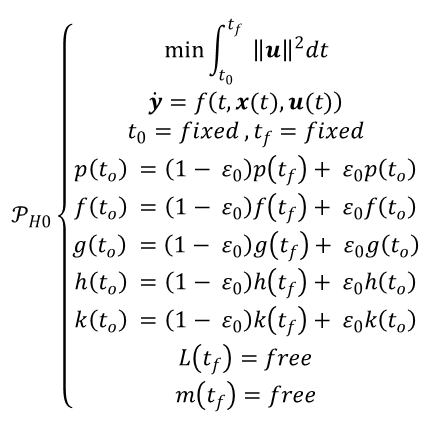 min ∫_{t_0}^{t_f} ‖𝒖‖² dt
𝒚̇ = f(t, 𝒙(t), 𝒖(t))
t_0 = fixed , t_f = fixed
p(t_o) = (1 − ε_0)p(t_f) + ε_0p(t_o)
𝒫_{H0} { f(t_o) = (1 − ε_0)f(t_f) + ε_0f(t_o)
g(t_o) = (1 − ε_0)g(t_f) + ε_0g(t_o)
h(t_o) = (1 − ε_0)h(t_f) + ε_0h(t_o)
k(t_o) = (1 − ε_0)k(t_f) + ε_0k(t_o)
L(t_f) = free
m(t_f) = free